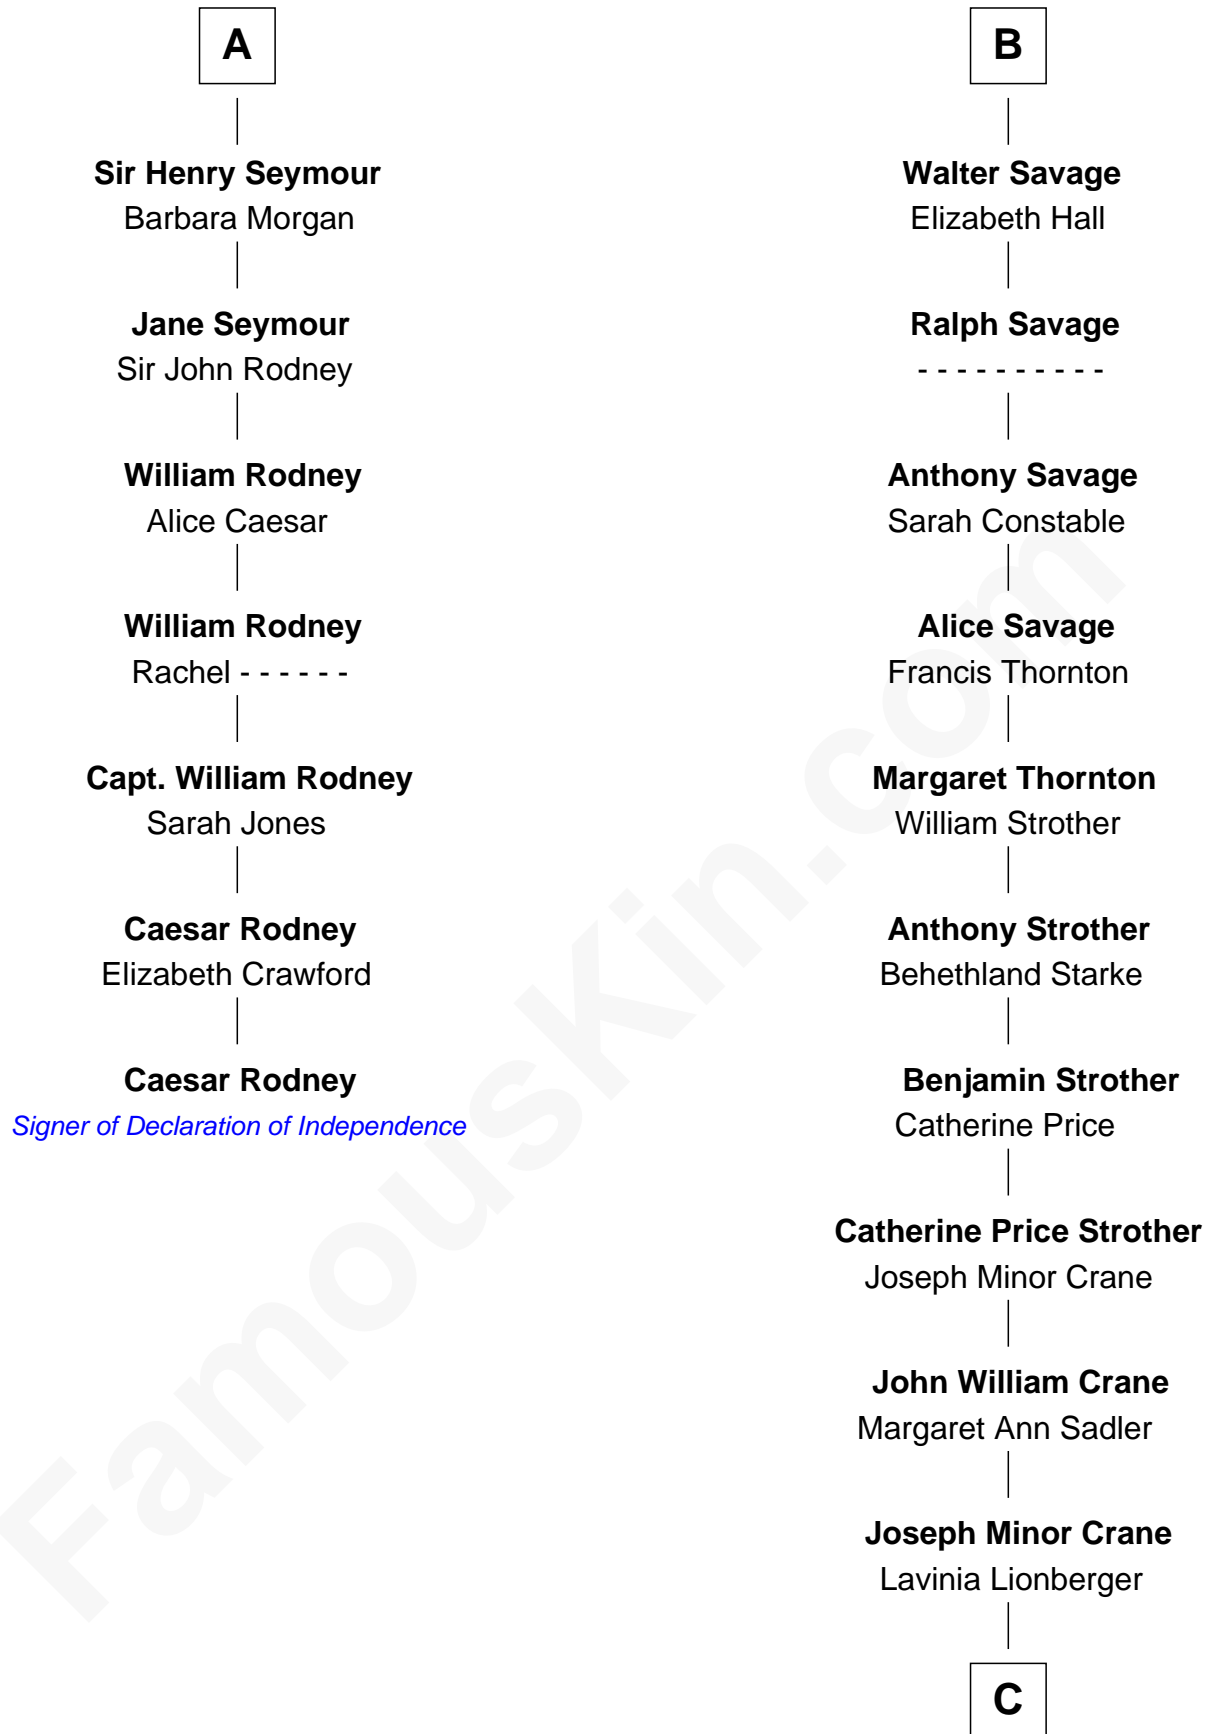 A
Sir Henry Seymour
Barbara Morgan
Jane Seymour
Sir John Rodney
William Rodney
Alice Caesar
William Rodney
Rachel - - - - - -
Capt. William Rodney
Sarah Jones
Caesar Rodney
Elizabeth Crawford
Caesar Rodney
Signer of Declaration of Independence
B
Walter Savage
Elizabeth Hall
Ralph Savage
- - - - - - - - - -
Anthony Savage
Sarah Constable
Alice Savage
Francis Thornton
Margaret Thornton
William Strother
Anthony Strother
Behethland Starke
Benjamin Strother
Catherine Price
Catherine Price Strother
Joseph Minor Crane
John William Crane
Margaret Ann Sadler
Joseph Minor Crane
Lavinia Lionberger
C
FamousKin.com